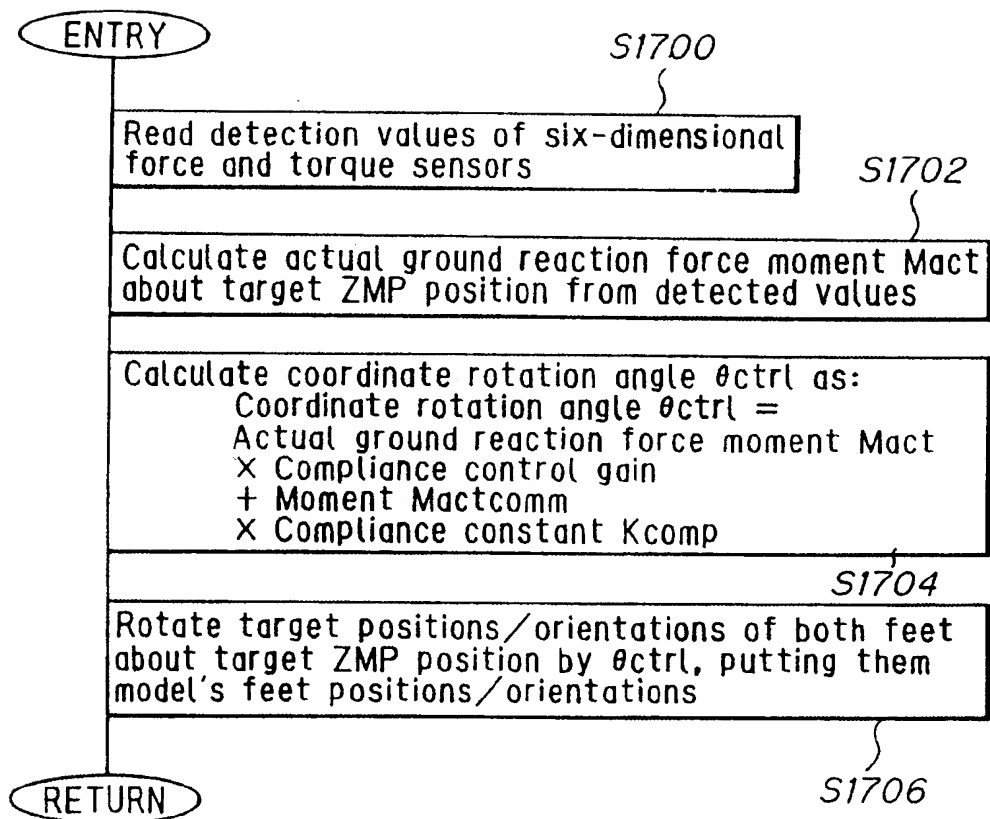 ENTRY
S1700
Read detection values of six-dimensional
force and torque sensors
S1702
Calculate actual ground reaction force moment Mact
about target ZMP position from detected values
Calculate coordinate rotation angle θctrl as:
Coordinate rotation angle θctrl =
Actual ground reaction force moment Mact
× Compliance control gain
+ Moment Mactcomm
× Compliance constant Kcomp
S1704
Rotate target positions/orientations of both feet
about target ZMP position by θctrl, putting them
model's feet positions/orientations
S1706
RETURN